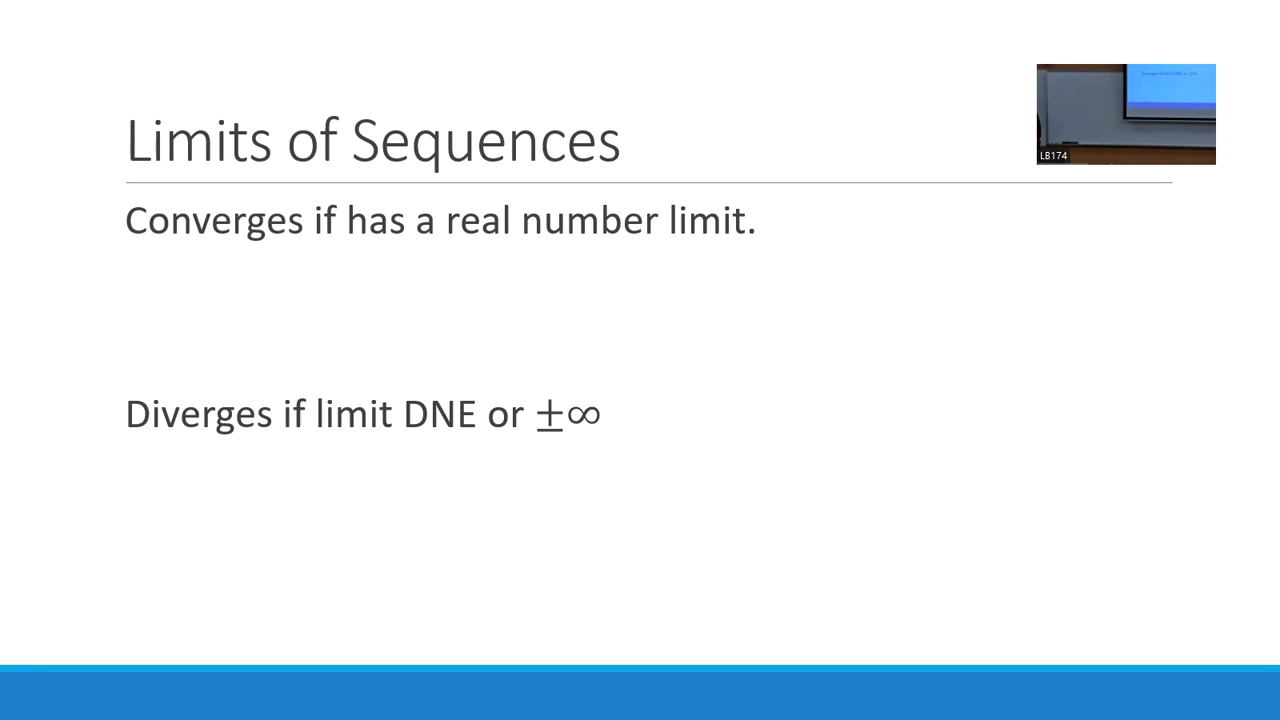 Limits of Sequences
LB174
Converges if has a real number limit.
Diverges if limit DNE or ±∞